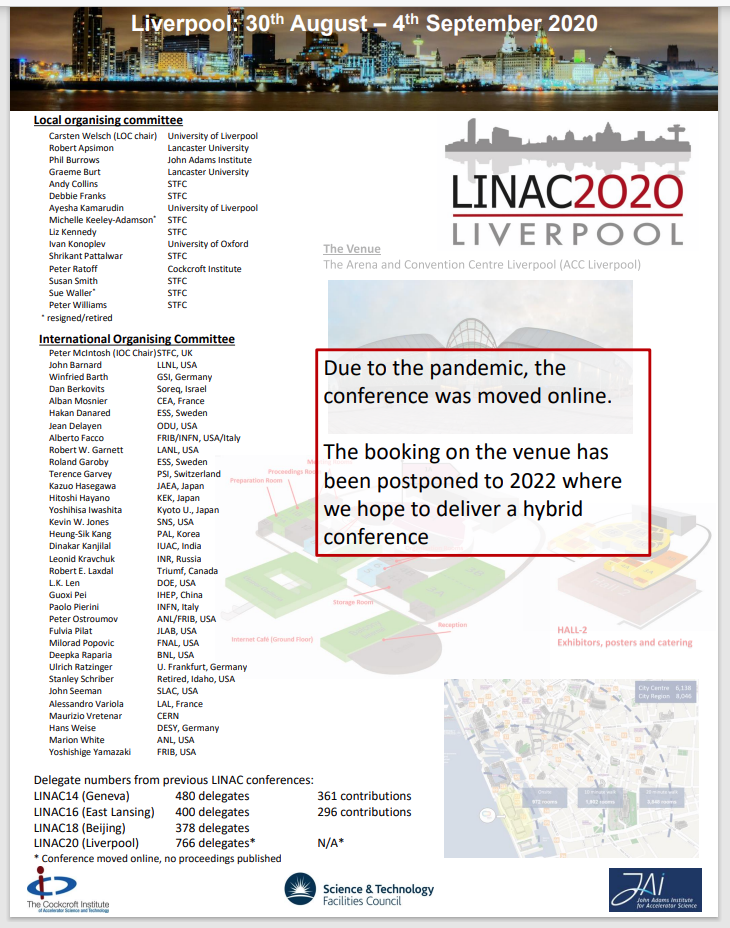 Liverpool: 30th August – 4th September 2020
Local organising committee
Carsten Welsch (LOC chair) University of Liverpool
Robert Apsimon Lancaster University
Phil Burrows John Adams Institute
Graeme Burt Lancaster University
Andy Collins STFC
Debbie Franks STFC
Ayesha Kamarudin University of Liverpool
Michelle Keeley-Adamson* STFC
Liz Kennedy STFC
Ivan Konoplev University of Oxford
Shrikant Pattalwar STFC
Peter Ratoff Cockcroft Institute
Susan Smith STFC
Sue Waller* STFC
Peter Williams STFC
* resigned/retired
LINAC2020
LIVERPOOL
The Venue
The Arena and Convention Centre Liverpool (ACC Liverpool)
Due to the pandemic, the
conference was moved online.
The booking on the venue has
been postponed to 2022 where
we hope to deliver a hybrid
conference
International Organising Committee
Peter McIntosh (IOC Chair) STFC, UK
John Barnard LLNL, USA
Winfried Barth GSI, Germany
Dan Berkovits Soreq, Israel
Alban Mosnier CEA, France
Hakan Danared ESS, Sweden
Jean Delayen ODU, USA
Alberto Facco FRIB/INFN, USA/Italy
Robert W. Garnett LANL, USA
Roland Garoby ESS, Sweden
Terence Garvey PSI, Switzerland
Kazuo Hasegawa JAEA, Japan
Hitoshi Hayano KEK, Japan
Yoshihisa Iwashita Kyoto U., Japan
Kevin W. Jones SNS, USA
Heung-Sik Kang PAL, Korea
Dinakar Kanjilal IUAC, India
Leonid Kravchuk INR, Russia
Robert E. Laxdal Triumf, Canada
L.K. Len DOE, USA
Guoxi Pei IHEP, China
Paolo Pierini INFN, Italy
Peter Ostroumov ANL/FRIB, USA
Fulvia Pilat JLAB, USA
Milorad Popovic FNAL, USA
Deepka Raparia BNL, USA
Ulrich Ratzinger U. Frankfurt, Germany
Stanley Schriber Retired, Idaho, USA
John Seeman SLAC, USA
Alessandro Variola LAL, France
Maurizio Vretenar CERN
Hans Weise DESY, Germany
Marion White ANL, USA
Yoshishige Yamazaki FRIB, USA
Proceedings
Preparation Room
Storage Room
Reception
Internet Café (Ground Floor)
HALL-2
Exhibitors, posters and catering
City Centre 6,138
City Region
Delegate numbers from previous LINAC conferences:
LINAC14 (Geneva) 480 delegates 361 contributions
LINAC16 (East Lansing) 400 delegates 296 contributions
LINAC18 (Beijing) 378 delegates
LINAC20 (Liverpool) 766 delegates* N/A*
* Conference moved online, no proceedings published
The Cockcroft Institute
of Accelerator Science and Technology
Science & Technology
Facilities Council
JAi
John Adams Institute
for Accelerator Science